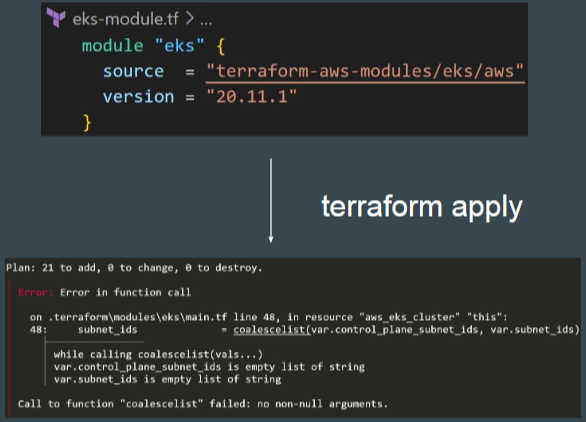 eks-module.tf > ...
module "eks" {
source = "terraform-aws-modules/eks/aws"
version = "20.11.1"
}
terraform apply
Plan: 21 to add, 0 to change, 0 to destroy.
Error: Error in function call
on .terraform\modules\eks\main.tf line 48, in resource "aws_eks_cluster" "this":
48: subnet_ids = coalescelist(var.control_plane_subnet_ids, var.subnet_ids)
while calling coalescelist(vals...)
var.control_plane_subnet_ids is empty list of string
var.subnet_ids is empty list of string
Call to function "coalescelist" failed: no non-null arguments.